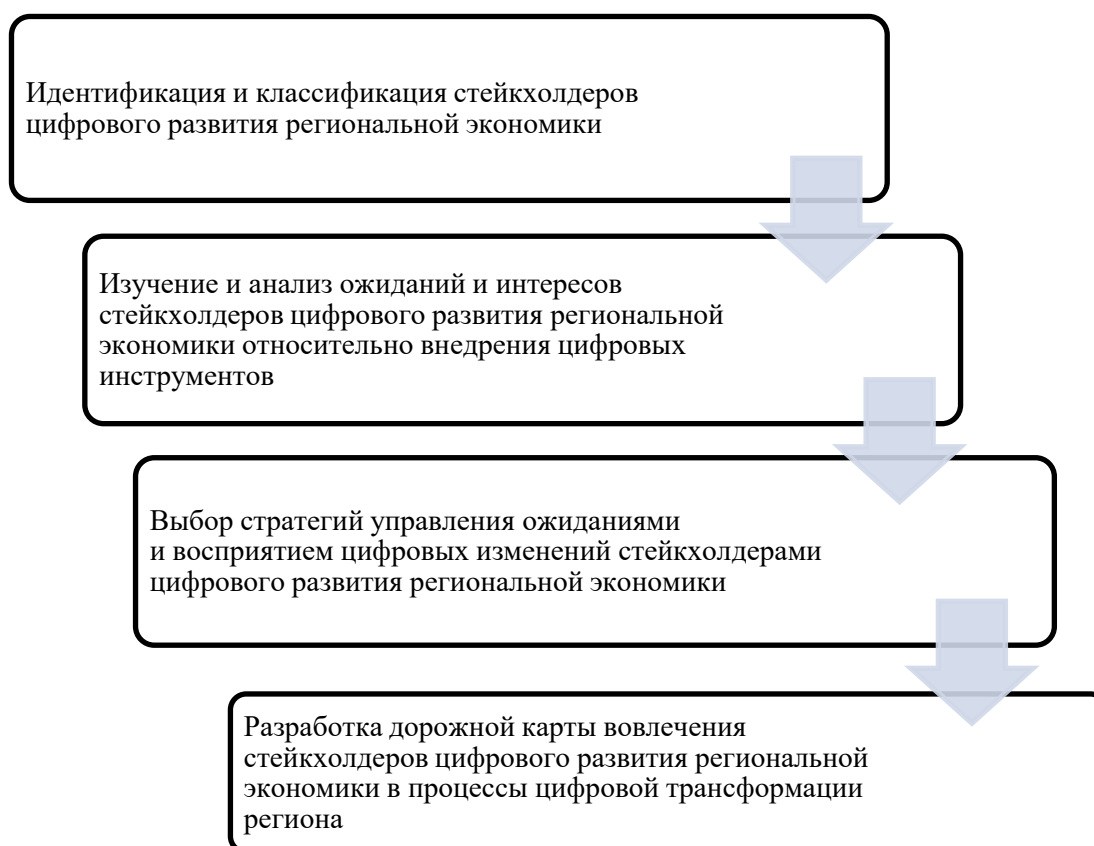 Идентификация и классификация стейкхолдеров
цифрового развития региональной экономики
Изучение и анализ ожиданий и интересов
стейкхолдеров цифрового развития региональной
экономики относительно внедрения цифровых
инструментов
Выбор стратегий управления ожиданиями
и восприятием цифровых изменений стейкхолдерами
цифрового развития региональной экономики
Разработка дорожной карты вовлечения
стейкхолдеров цифрового развития региональной
экономики в процессы цифровой трансформации
региона